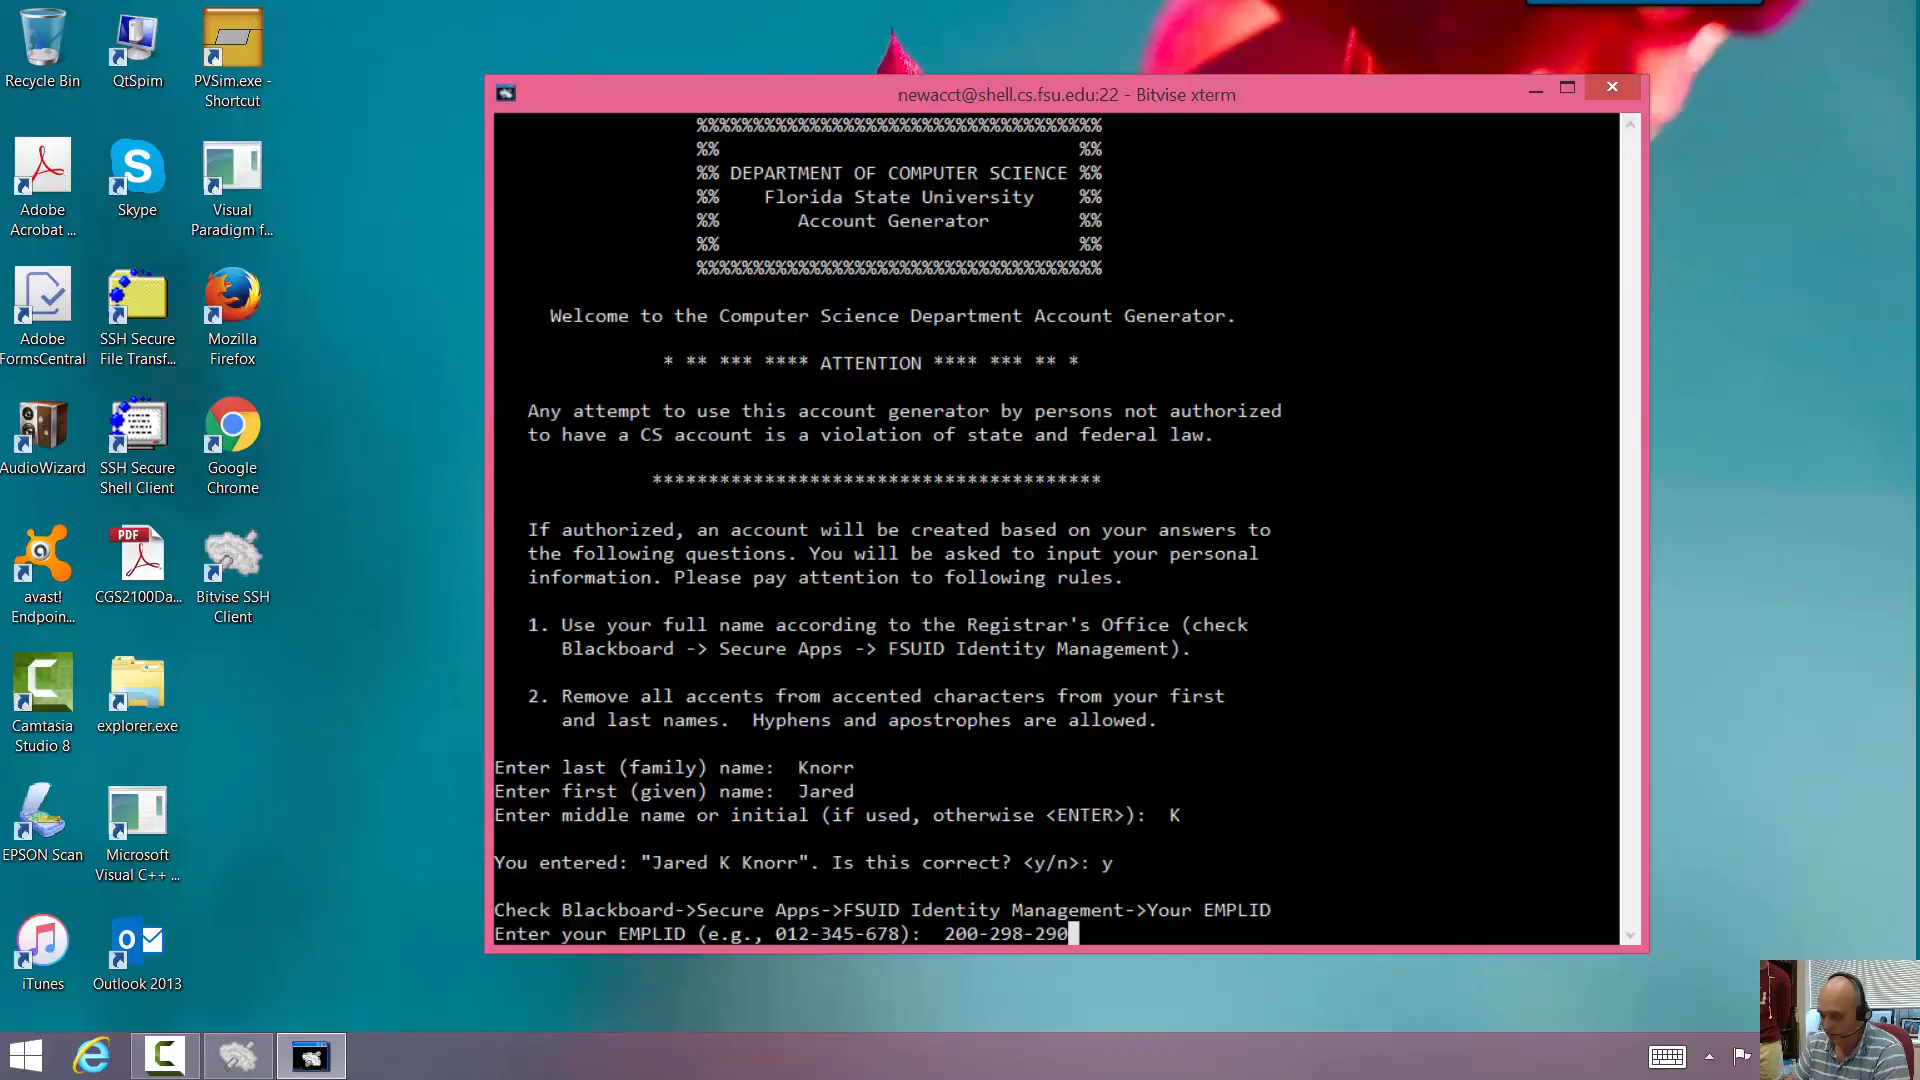 Recycle Bin
QtSpim
PVSim.exe -
Shortcut
Adobe
Acrobat ...
Skype
Visual
Paradigm f...
Adobe
FormsCentral
SSH Secure
File Transf...
Mozilla
Firefox
AudioWizard
SSH Secure
Shell Client
Google
Chrome
avast!
Endpoin...
PDF
CGS2100Da...
Bitvise SSH
Client
Camtasia
Studio 8
explorer.exe
EPSON Scan
Microsoft
Visual C++ ...
iTunes
Outlook 2013
newacct@shell.cs.fsu.edu:22 - Bitvise xterm
%%%%%%%%%%%%%%%%%%%%%%%%%%%%%%%%%%%%
%% %%
%% DEPARTMENT OF COMPUTER SCIENCE %%
%% Florida State University %%
%% Account Generator %%
%% %%
%%%%%%%%%%%%%%%%%%%%%%%%%%%%%%%%%%%%
Welcome to the Computer Science Department Account Generator.
* ** *** **** ATTENTION **** *** ** *
Any attempt to use this account generator by persons not authorized
to have a CS account is a violation of state and federal law.
****************************************
If authorized, an account will be created based on your answers to
the following questions. You will be asked to input your personal
information. Please pay attention to following rules.
1. Use your full name according to the Registrar's Office (check
Blackboard -> Secure Apps -> FSUID Identity Management).
2. Remove all accents from accented characters from your first
and last names. Hyphens and apostrophes are allowed.
Enter last (family) name: Knorr
Enter first (given) name: Jared
Enter middle name or initial (if used, otherwise <ENTER>): K
You entered: "Jared K Knorr". Is this correct? <y/n>: y
Check Blackboard->Secure Apps->FSUID Identity Management->Your EMPLID
Enter your EMPLID (e.g., 012-345-678): 200-298-290